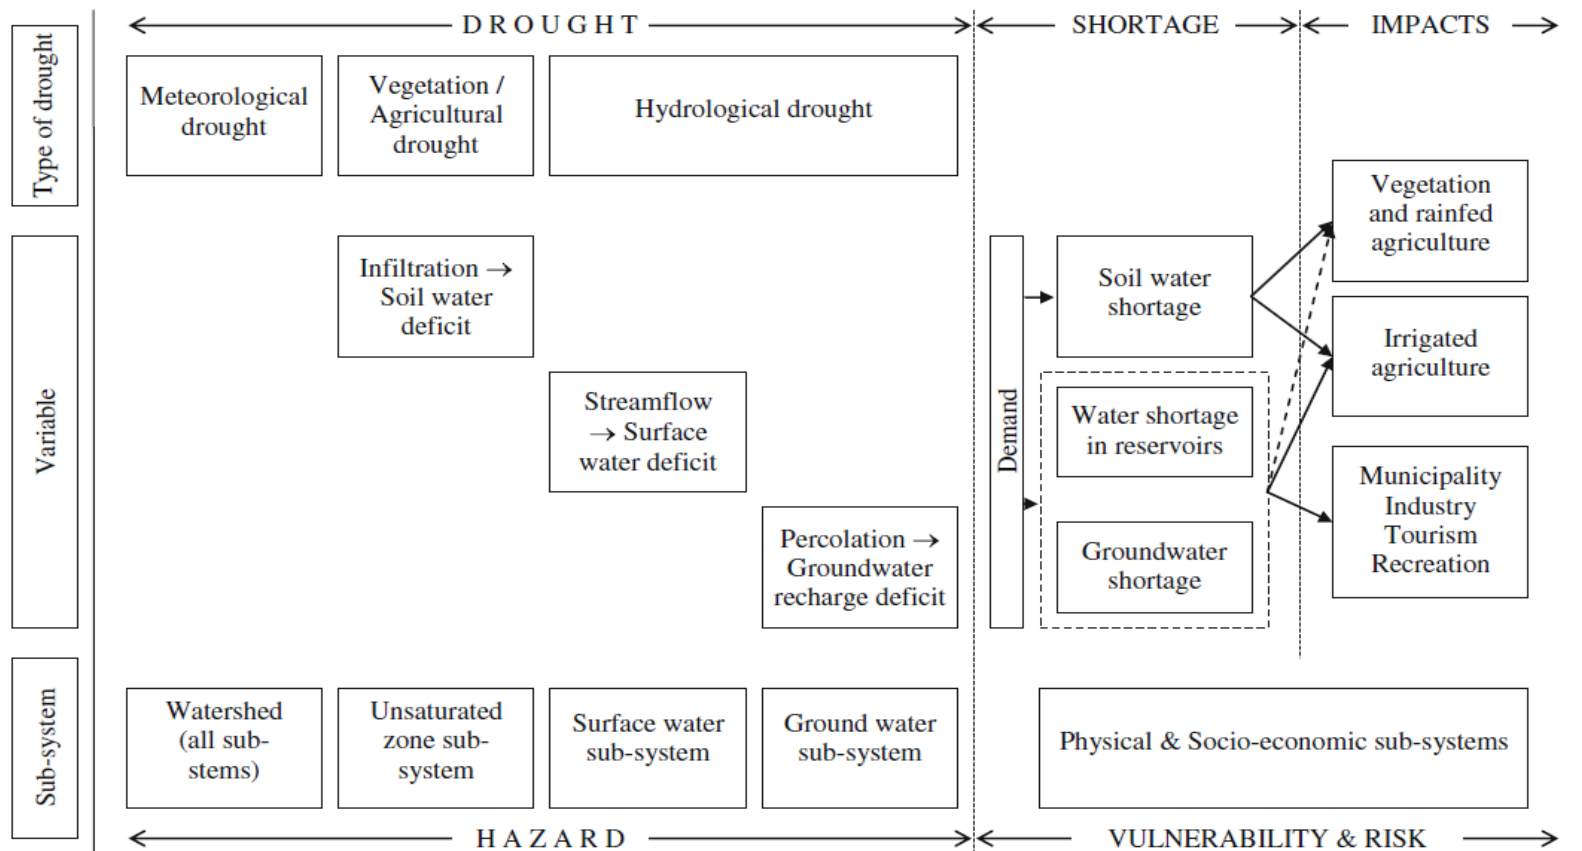 D R O U G H T
SHORTAGE
IMPACTS
Type of drought
Meteorological
drought
Vegetation /
Agricultural
drought
Hydrological drought
Variable
Infiltration →
Soil water
deficit
Streamflow
→ Surface
water deficit
Percolation →
Groundwater
recharge deficit
Demand
Soil water
shortage
Water shortage
in reservoirs
Groundwater
shortage
Vegetation
and rainfed
agriculture
Irrigated
agriculture
Municipality
Industry
Tourism
Recreation
Sub-system
Watershed
(all sub-
stems)
Unsaturated
zone sub-
system
Surface water
sub-system
Ground water
sub-system
Physical & Socio-economic sub-systems
H A Z A R D
VULNERABILITY & RISK